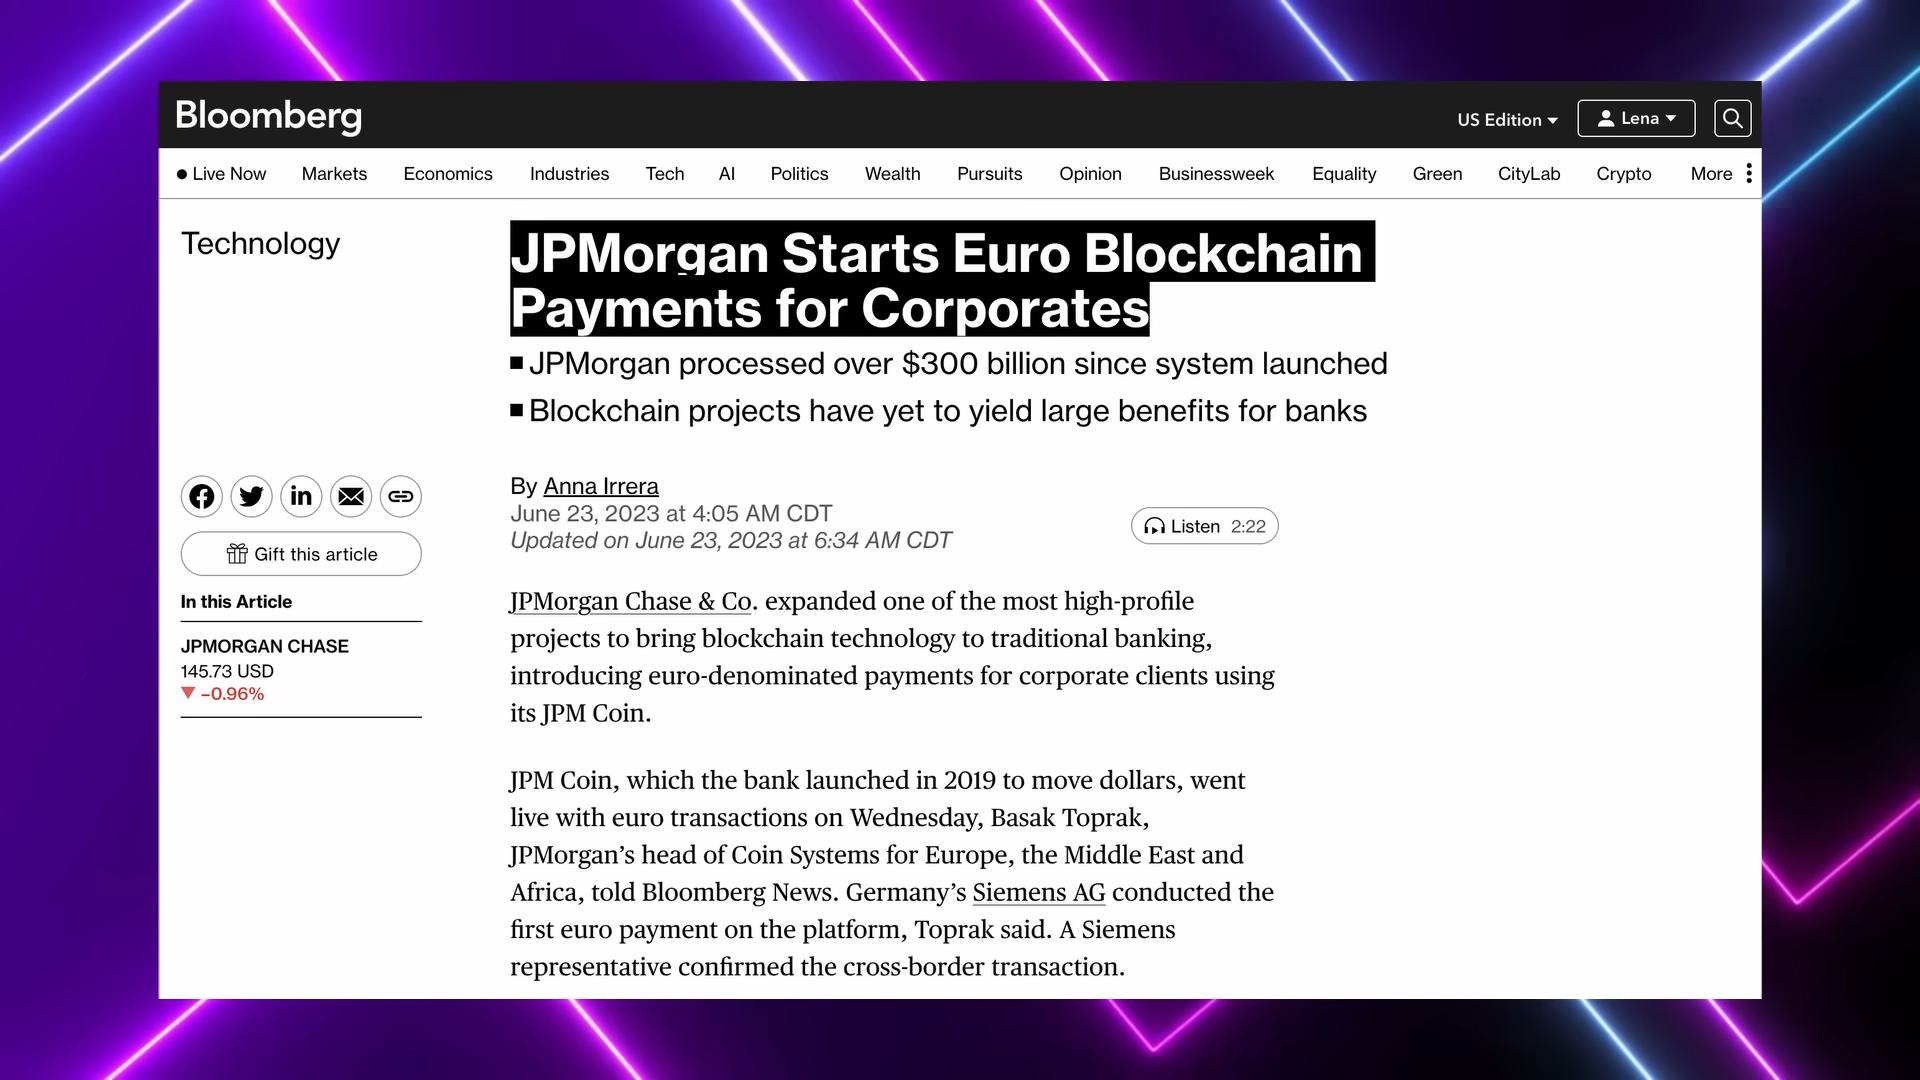 Bloomberg
US Edition
Lena
Live Now Markets Economics Industries Tech AI Politics Wealth Pursuits Opinion Businessweek Equality Green CityLab Crypto More
Technology
JPMorgan Starts Euro Blockchain
Payments for Corporates
JPMorgan processed over $300 billion since system launched
Blockchain projects have yet to yield large benefits for banks
By Anna Irrera
June 23, 2023 at 4:05 AM CDT
Updated on June 23, 2023 at 6:34 AM CDT
Listen 2:22
Gift this article
In this Article
JPMORGAN CHASE
145.73 USD
▼ –0.96%
JPMorgan Chase & Co. expanded one of the most high-profile
projects to bring blockchain technology to traditional banking,
introducing euro-denominated payments for corporate clients using
its JPM Coin.
JPM Coin, which the bank launched in 2019 to move dollars, went
live with euro transactions on Wednesday, Basak Toprak,
JPMorgan’s head of Coin Systems for Europe, the Middle East and
Africa, told Bloomberg News. Germany’s Siemens AG conducted the
first euro payment on the platform, Toprak said. A Siemens
representative confirmed the cross-border transaction.